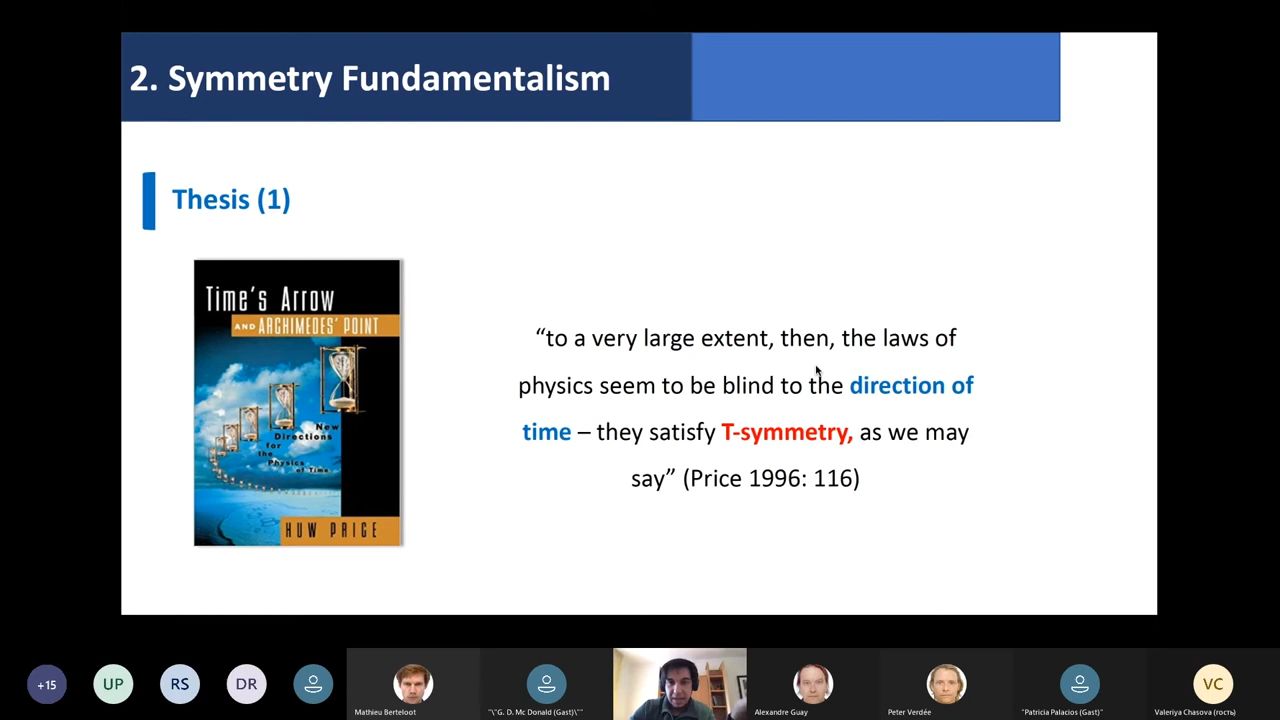 2. Symmetry Fundamentalism
Thesis (1)
Time's Arrow
AND ARCHIMEDES' POINT
New
Directions
for
the
Physics
of Time
HUW PRICE
“to a very large extent, then, the laws of
physics seem to be blind to the direction of
time – they satisfy T-symmetry, as we may
say” (Price 1996: 116)
+15
UP
RS
DR
Mathieu Berteloot
"\"G. D. Mc Donald (Gast)\""
Alexandre Guay
Peter Verdée
"Patricia Palacios (Gast)"
VC
Valeriya Chasova (гость)